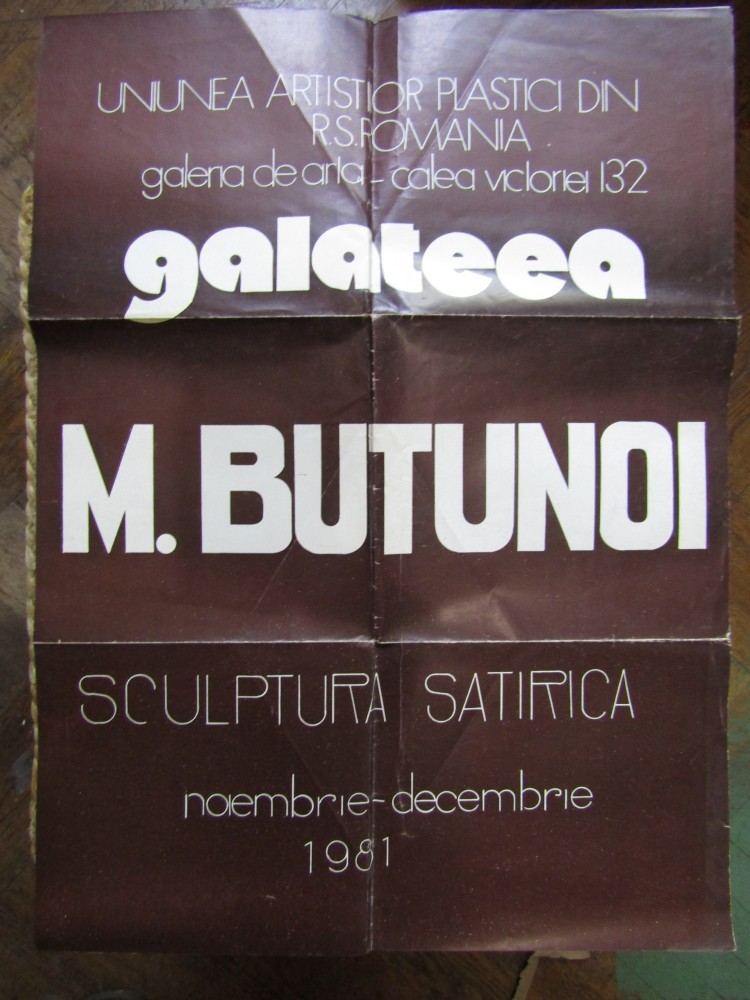 UNIUNEA ARTISTILOR PLASTICI DIN
R.S.ROMANIA
galeria de arta - calea victoriei 132
galateea
M. BUTUNOI
SCULPTURA SATIRICA
noiembrie-decembrie
1981